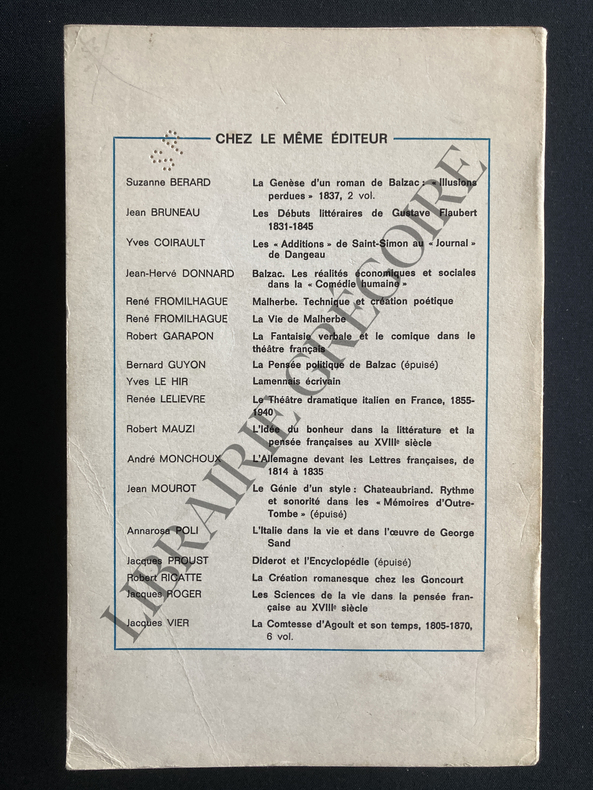 CHEZ LE MÊME ÉDITEUR
Suzanne BERARD La Genèse d'un roman de Balzac : « Illusions
perdues » 1837, 2 vol.
Jean BRUNEAU Les Débuts littéraires de Gustave Flaubert
1831-1845
Yves COIRAULT Les « Additions » de Saint-Simon au « Journal »
de Dangeau
Jean-Hervé DONNARD Balzac. Les réalités économiques et sociales
dans la « Comédie humaine »
René FROMILHAGUE Malherbe. Technique et création poétique
René FROMILHAGUE La Vie de Malherbe
Robert GARAPON La Fantaisie verbale et le comique dans le
théâtre français
Bernard GUYON La Pensée politique de Balzac (épuisé)
Yves LE HIR Lamennais écrivain
Renée LELIEVRE Le Théâtre dramatique italien en France, 1855-
1940
Robert MAUZI L'Idée du bonheur dans la littérature et la
pensée françaises au XVIIIe siècle
André MONCHOUX L'Allemagne devant les Lettres françaises, de
1814 à 1835
Jean MOUROT Le Génie d'un style : Chateaubriand. Rythme
et sonorité dans les « Mémoires d'Outre-
Tombe » (épuisé)
Annarosa POLI L'Italie dans la vie et dans l'œuvre de George
Sand
Jacques PROUST Diderot et l'Encyclopédie (épuisé)
Robert RICATTE La Création romanesque chez les Goncourt
Jacques ROGER Les Sciences de la vie dans la pensée fran-
çaise au XVIIIe siècle
Jacques VIER La Comtesse d'Agoult et son temps, 1805-1870,
6 vol.
LIBRAIRIE GRÉGOIRE